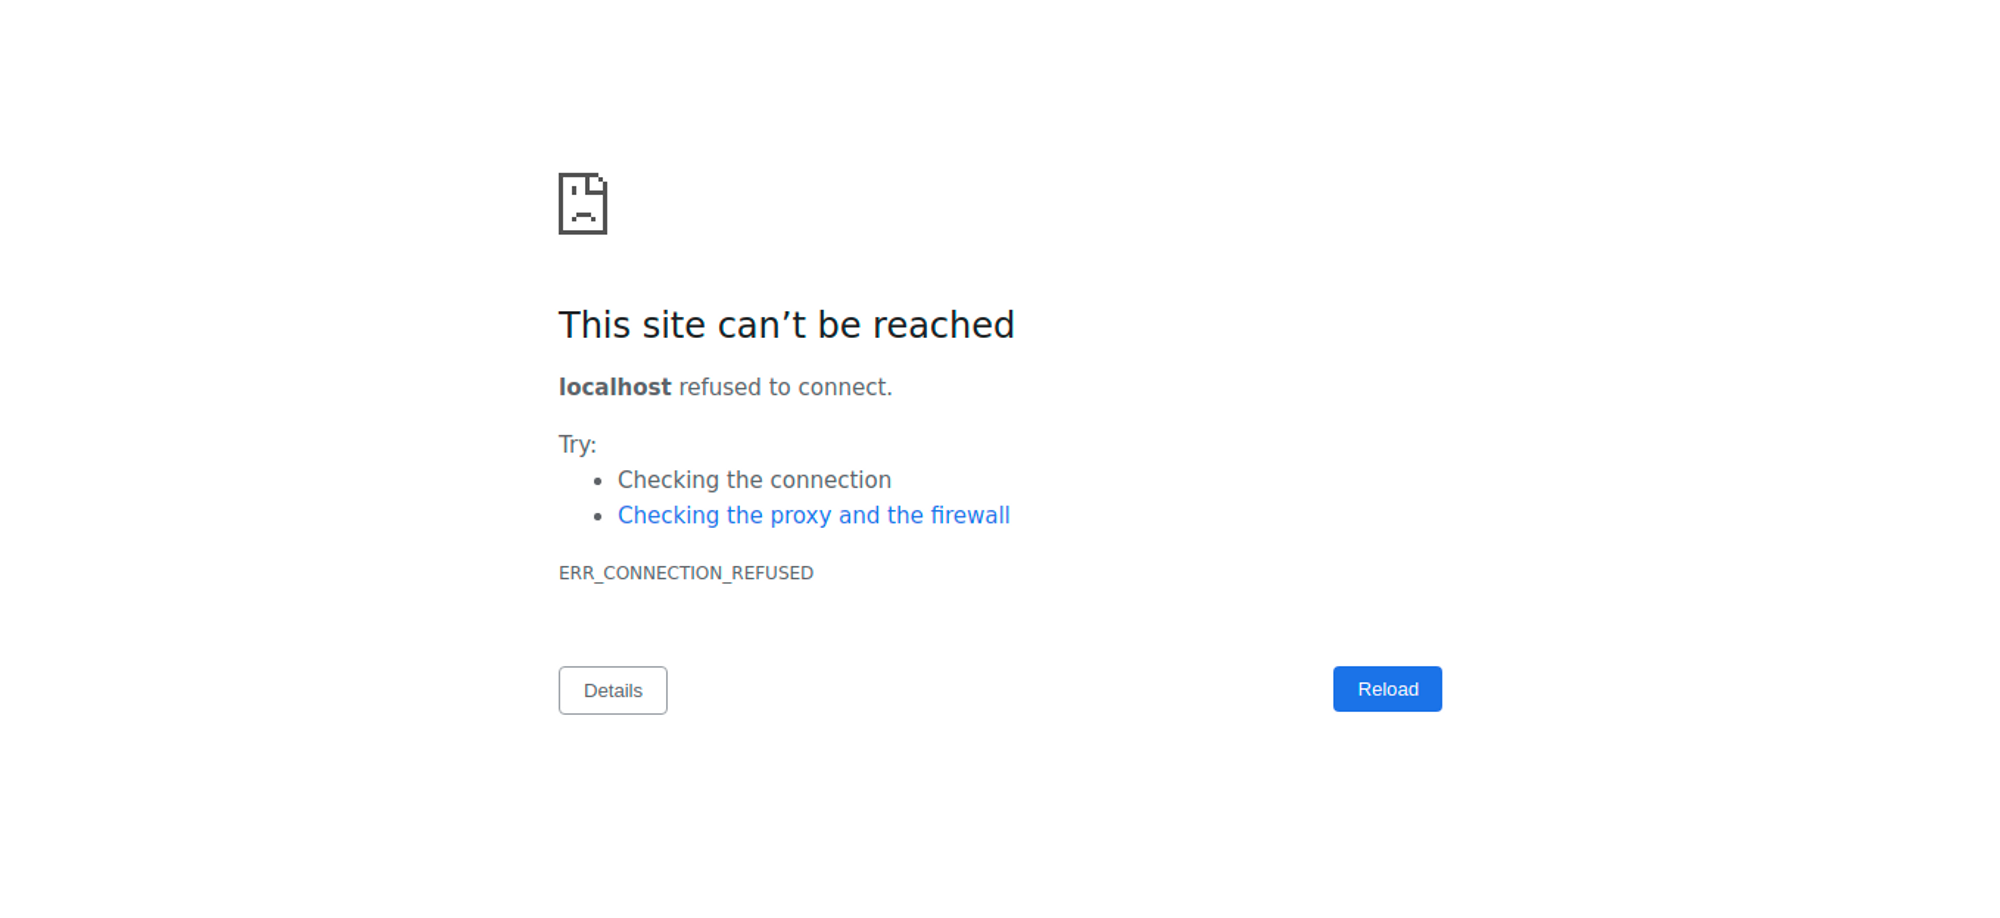 This site can’t be reached
localhost refused to connect.
Try:
Checking the connection
Checking the proxy and the firewall
ERR_CONNECTION_REFUSED
Details
Reload